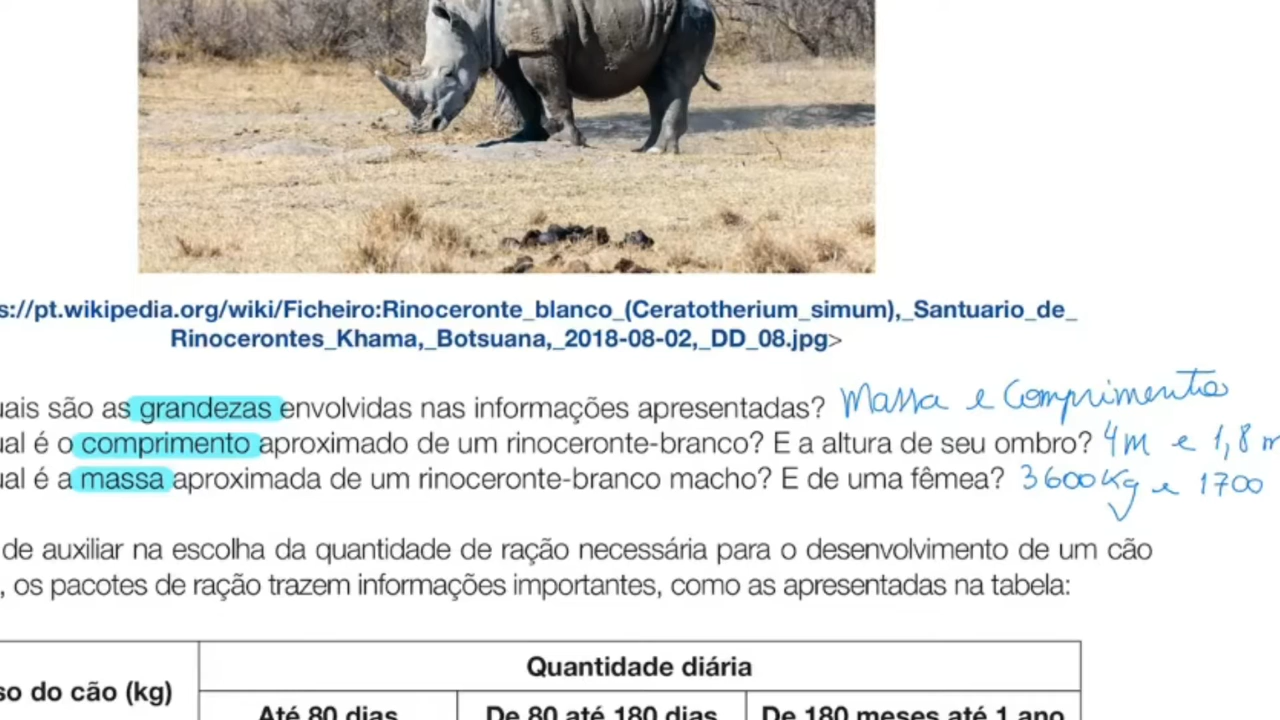 s://pt.wikipedia.org/wiki/Ficheiro:Rinoceronte_blanco_(Ceratotherium_simum),_Santuario_de_
Rinocerontes_Khama,_Botsuana,_2018-08-02,_DD_08.jpg>
uais são as grandezas envolvidas nas informações apresentadas? Massa e Comprimento
ual é o comprimento aproximado de um rinoceronte-branco? E a altura de seu ombro? 4m e 1,8 m
ual é a massa aproximada de um rinoceronte-branco macho? E de uma fêmea? 3600Kg e 1700
de auxiliar na escolha da quantidade de ração necessária para o desenvolvimento de um cão
, os pacotes de ração trazem informações importantes, como as apresentadas na tabela:
Quantidade diária
so do cão (kg)
Até 80 dias De 80 até 180 dias De 180 meses até 1 ano